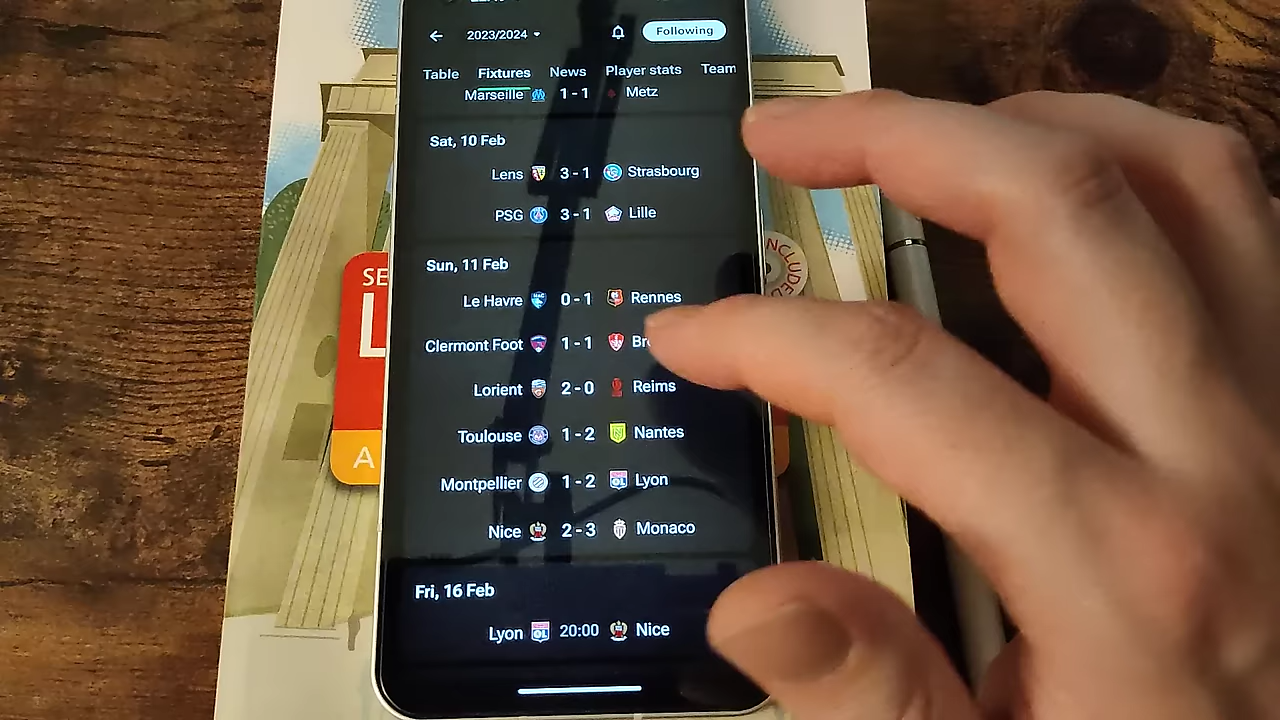 2023/2024
Following
Table Fixtures News Player stats Team
Marseille 1 - 1 Metz
Sat, 10 Feb
Lens 3 - 1 Strasbourg
PSG 3 - 1 Lille
Sun, 11 Feb
Le Havre 0 - 1 Rennes
Clermont Foot 1 - 1
Lorient 2 - 0 Reims
Toulouse 1 - 2 Nantes
Montpellier 1 - 2 Lyon
Nice 2 - 3 Monaco
Fri, 16 Feb
Lyon 20:00 Nice
SE
L
A
INCLUDED